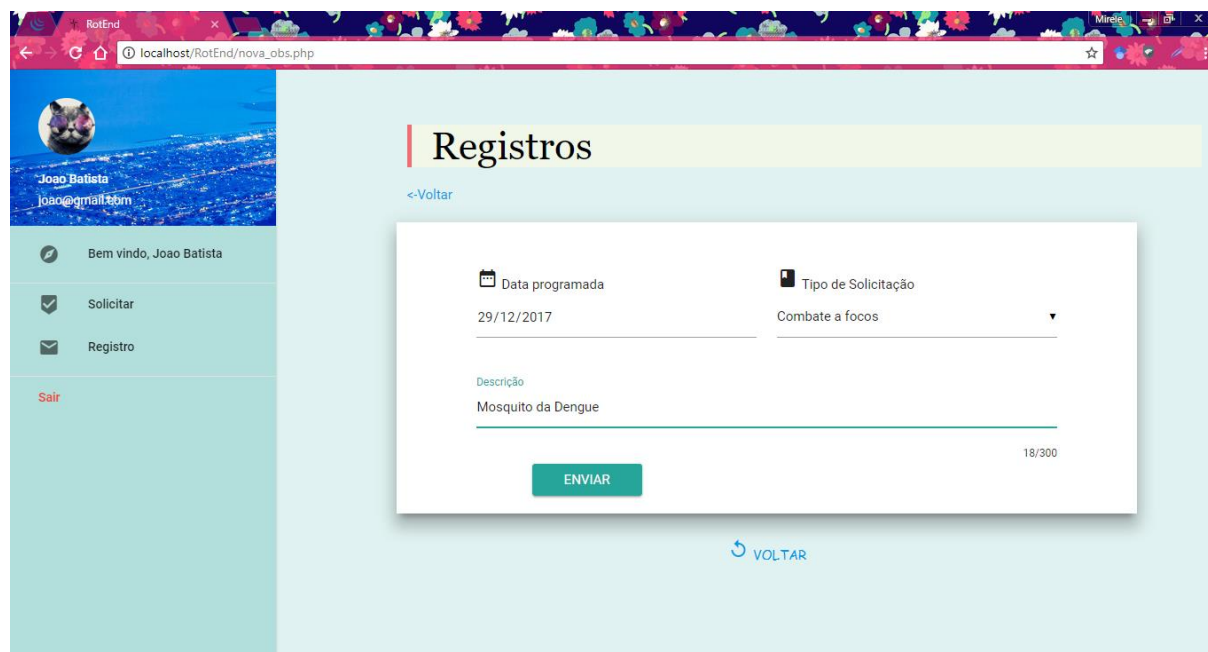 RotEnd
Mirele
localhost/RotEnd/nova_obs.php
Joao Batista
joao@gmail.com
Bem vindo, Joao Batista
Solicitar
Registro
Sair
Registros
<-Voltar
Data programada
Tipo de Solicitação
29/12/2017
Combate a focos
Descrição
Mosquito da Dengue
18/300
ENVIAR
VOLTAR